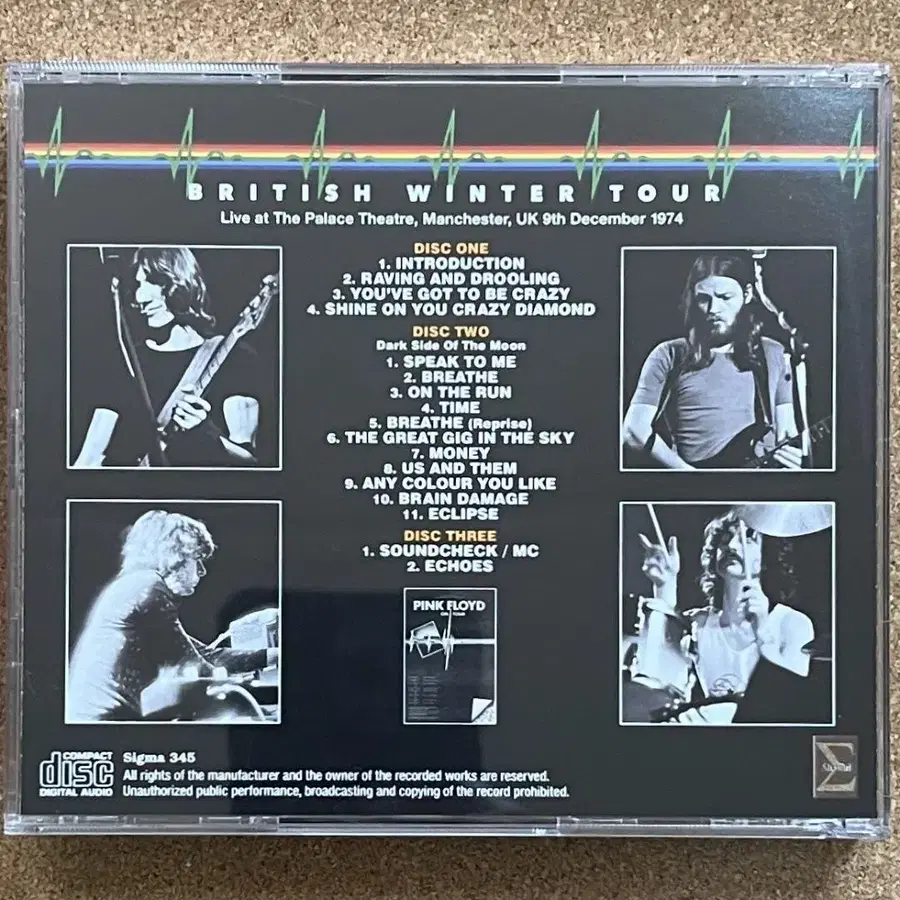 BRITISH WINTER TOUR
Live at The Palace Theatre, Manchester, UK 9th December 1974
DISC ONE
1. INTRODUCTION
2. RAVING AND DROOLING
3. YOU'VE GOT TO BE CRAZY
4. SHINE ON YOU CRAZY DIAMOND
DISC TWO
Dark Side Of The Moon
1. SPEAK TO ME
2. BREATHE
3. ON THE RUN
4. TIME
5. BREATHE (Reprise)
6. THE GREAT GIG IN THE SKY
7. MONEY
8. US AND THEM
9. ANY COLOUR YOU LIKE
10. BRAIN DAMAGE
11. ECLIPSE
DISC THREE
1. SOUNDCHECK / MC
2. ECHOES
PINK FLOYD
ON TOUR
COMPACT
disc
DIGITAL AUDIO
Sigma 345
All rights of the manufacturer and the owner of the recorded works are reserved.
Unauthorized public performance, broadcasting and copying of the record prohibited.
Σ